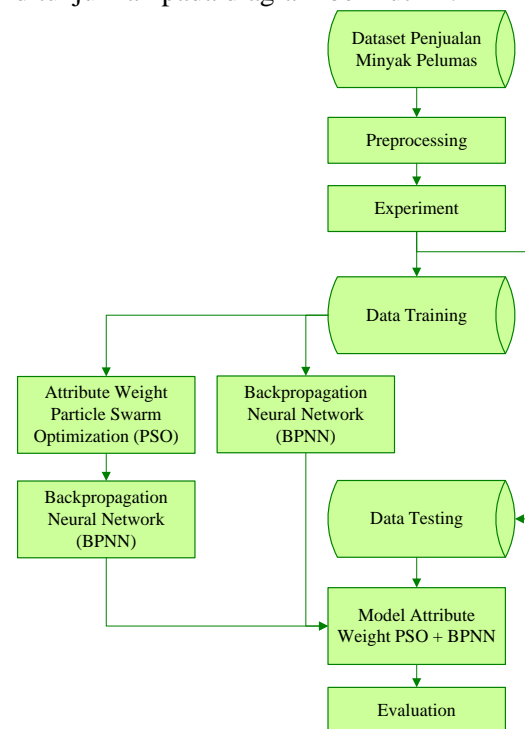 Dataset Penjualan
Minyak Pelumas
Preprocessing
Experiment
Data Training
Attribute Weight
Particle Swarm
Optimization (PSO)
Backpropagation
Neural Network
(BPNN)
Backpropagation
Neural Network
(BPNN)
Data Testing
Model Attribute
Weight PSO + BPNN
Evaluation